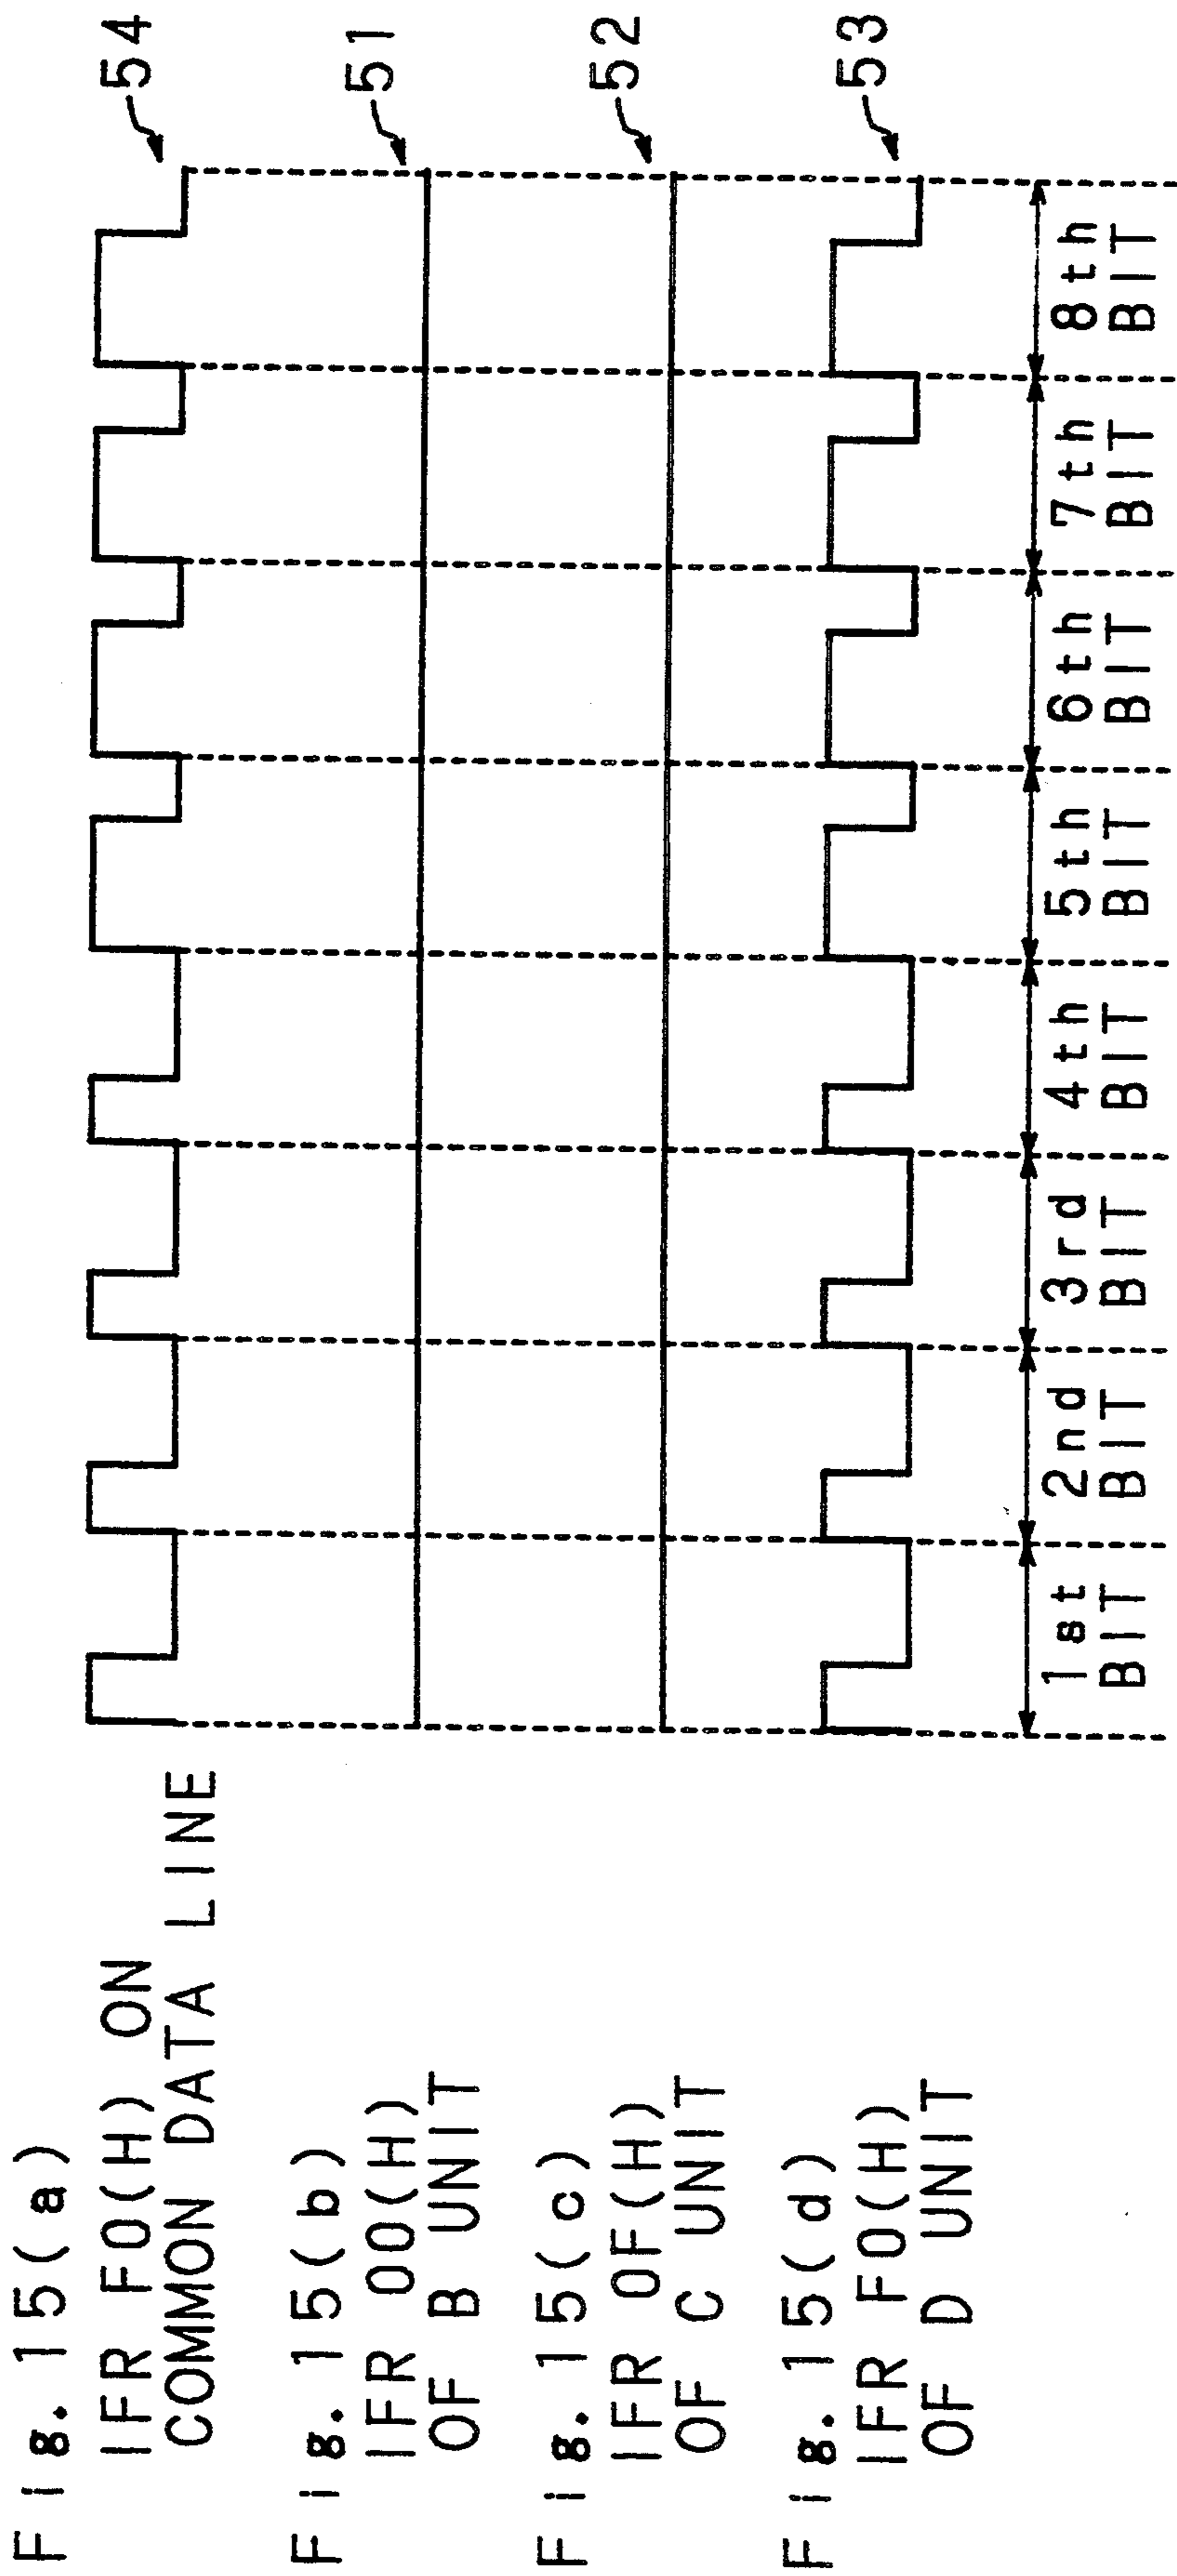 Fig. 15(a)
IFR F0(H) ON
COMMON DATA LINE
54
Fig. 15(b)
IFR 00(H)
OF B UNIT
51
Fig. 15(c)
IFR 0F(H)
OF C UNIT
52
Fig. 15(d)
IFR F0(H)
OF D UNIT
53
1st BIT
2nd BIT
3rd BIT
4th BIT
5th BIT
6th BIT
7th BIT
8th BIT